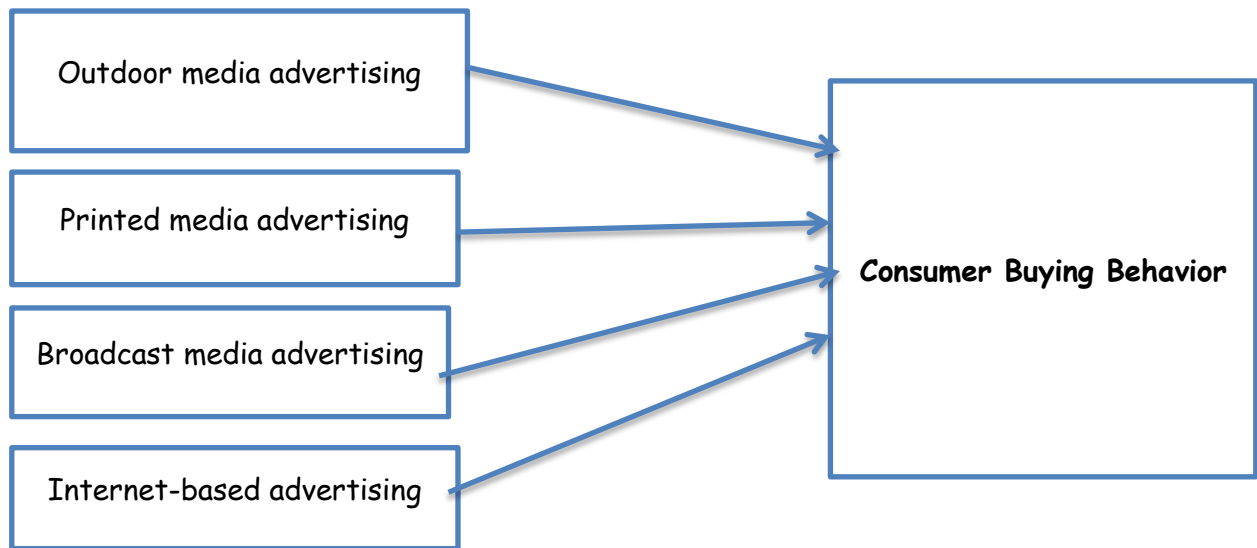 Outdoor media advertising
Printed media advertising
Broadcast media advertising
Internet-based advertising
Consumer Buying Behavior